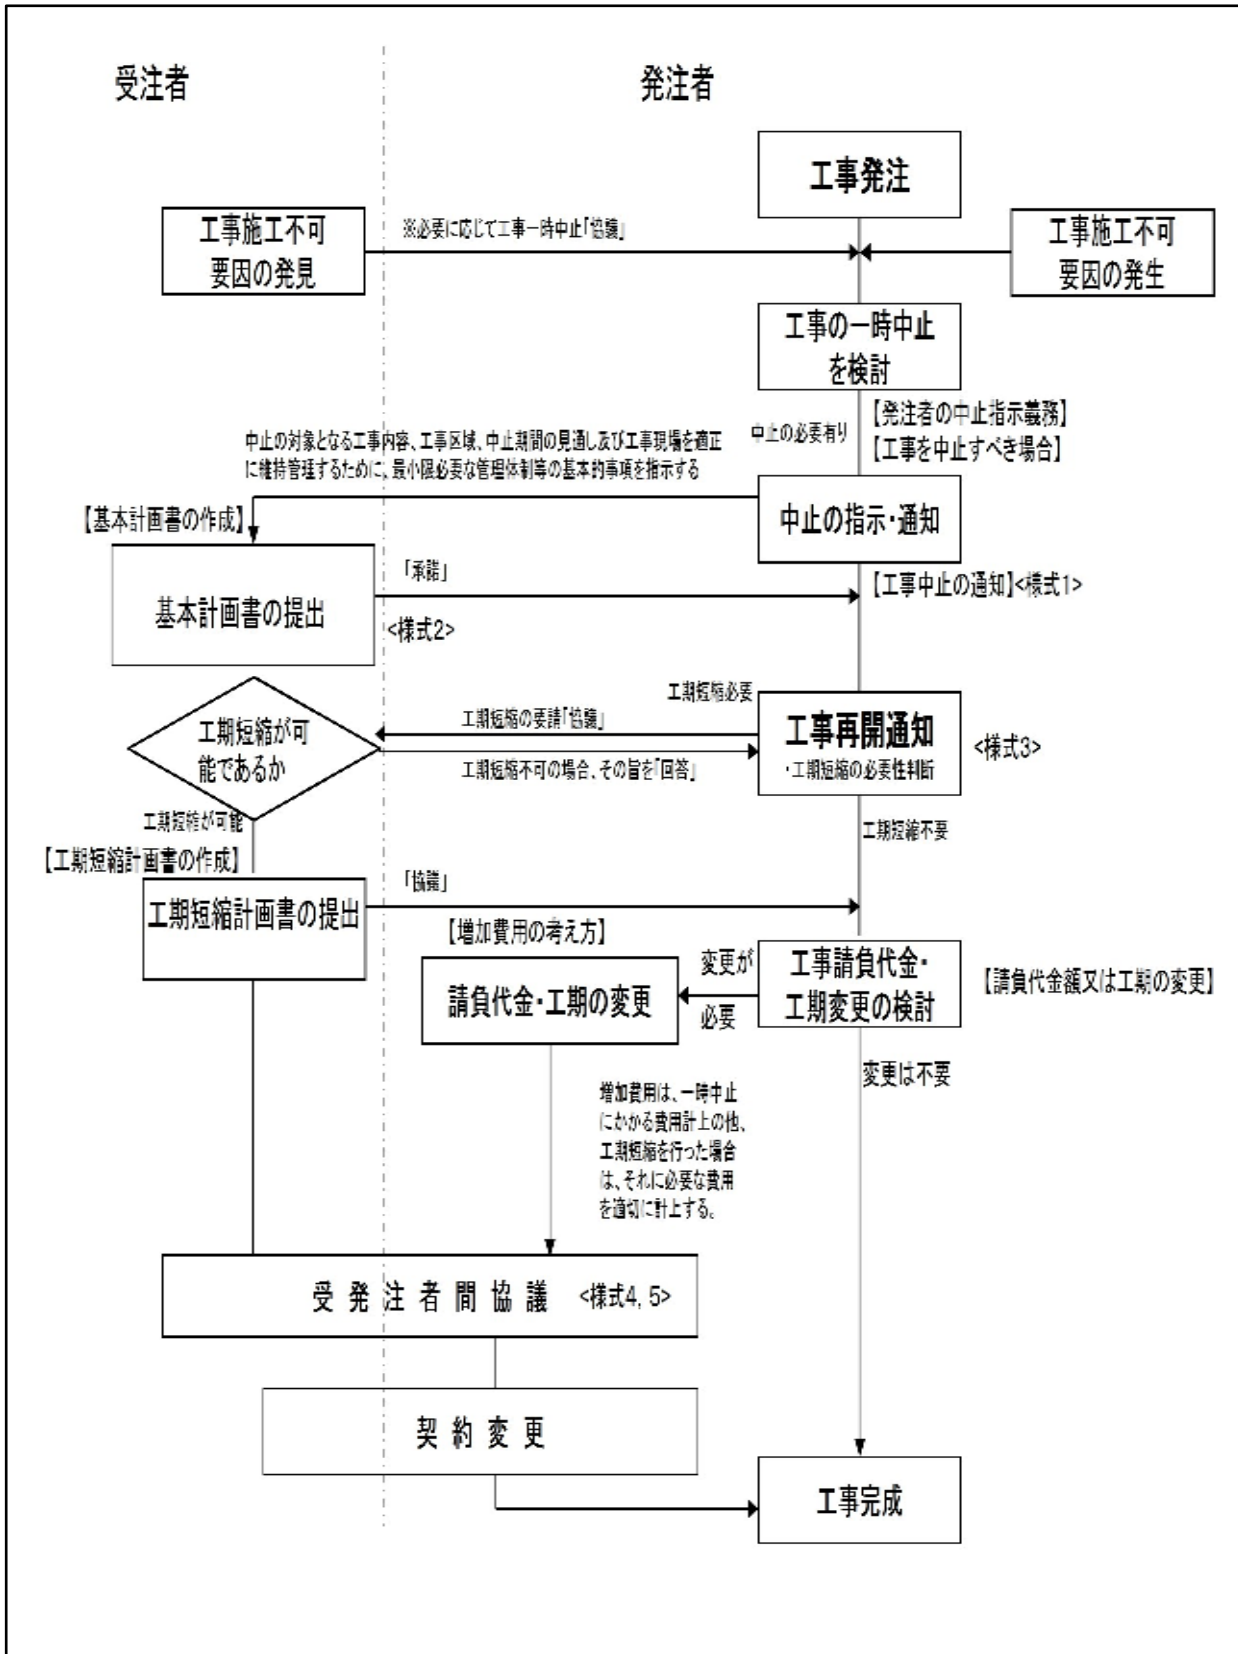 受注者
発注者
工事発注
工事施工不可
要因の発見
※必要に応じて工事一時中止「協議」
工事施工不可
要因の発生
工事の一時中止
を検討
中止の必要有り
【発注者の中止指示義務】
【工事を中止すべき場合】
中止の対象となる工事内容、工事区域、中止期間の見通し及び工事現場を適正
に維持管理するために、最小限必要な管理体制等の基本的事項を指示する
中止の指示・通知
【基本計画書の作成】
基本計画書の提出
「承諾」
<様式2>
【工事中止の通知】<様式1>
工期短縮必要
工期短縮が可
能であるか
工期短縮の要請「協議」
工期短縮不可の場合、その旨を「回答」
工事再開通知
・工期短縮の必要性判断
<様式3>
工期短縮が可能
工期短縮不要
【工期短縮計画書の作成】
工期短縮計画書の提出
「協議」
【増加費用の考え方】
請負代金・工期の変更
変更が
必要
工事請負代金・
工期変更の検討
【請負代金額又は工期の変更】
変更は不要
増加費用は、一時中止
にかかる費用計上の他、
工期短縮を行った場合
は、それに必要な費用
を適切に計上する。
受発注者間協議 <様式4, 5>
契約変更
工事完成